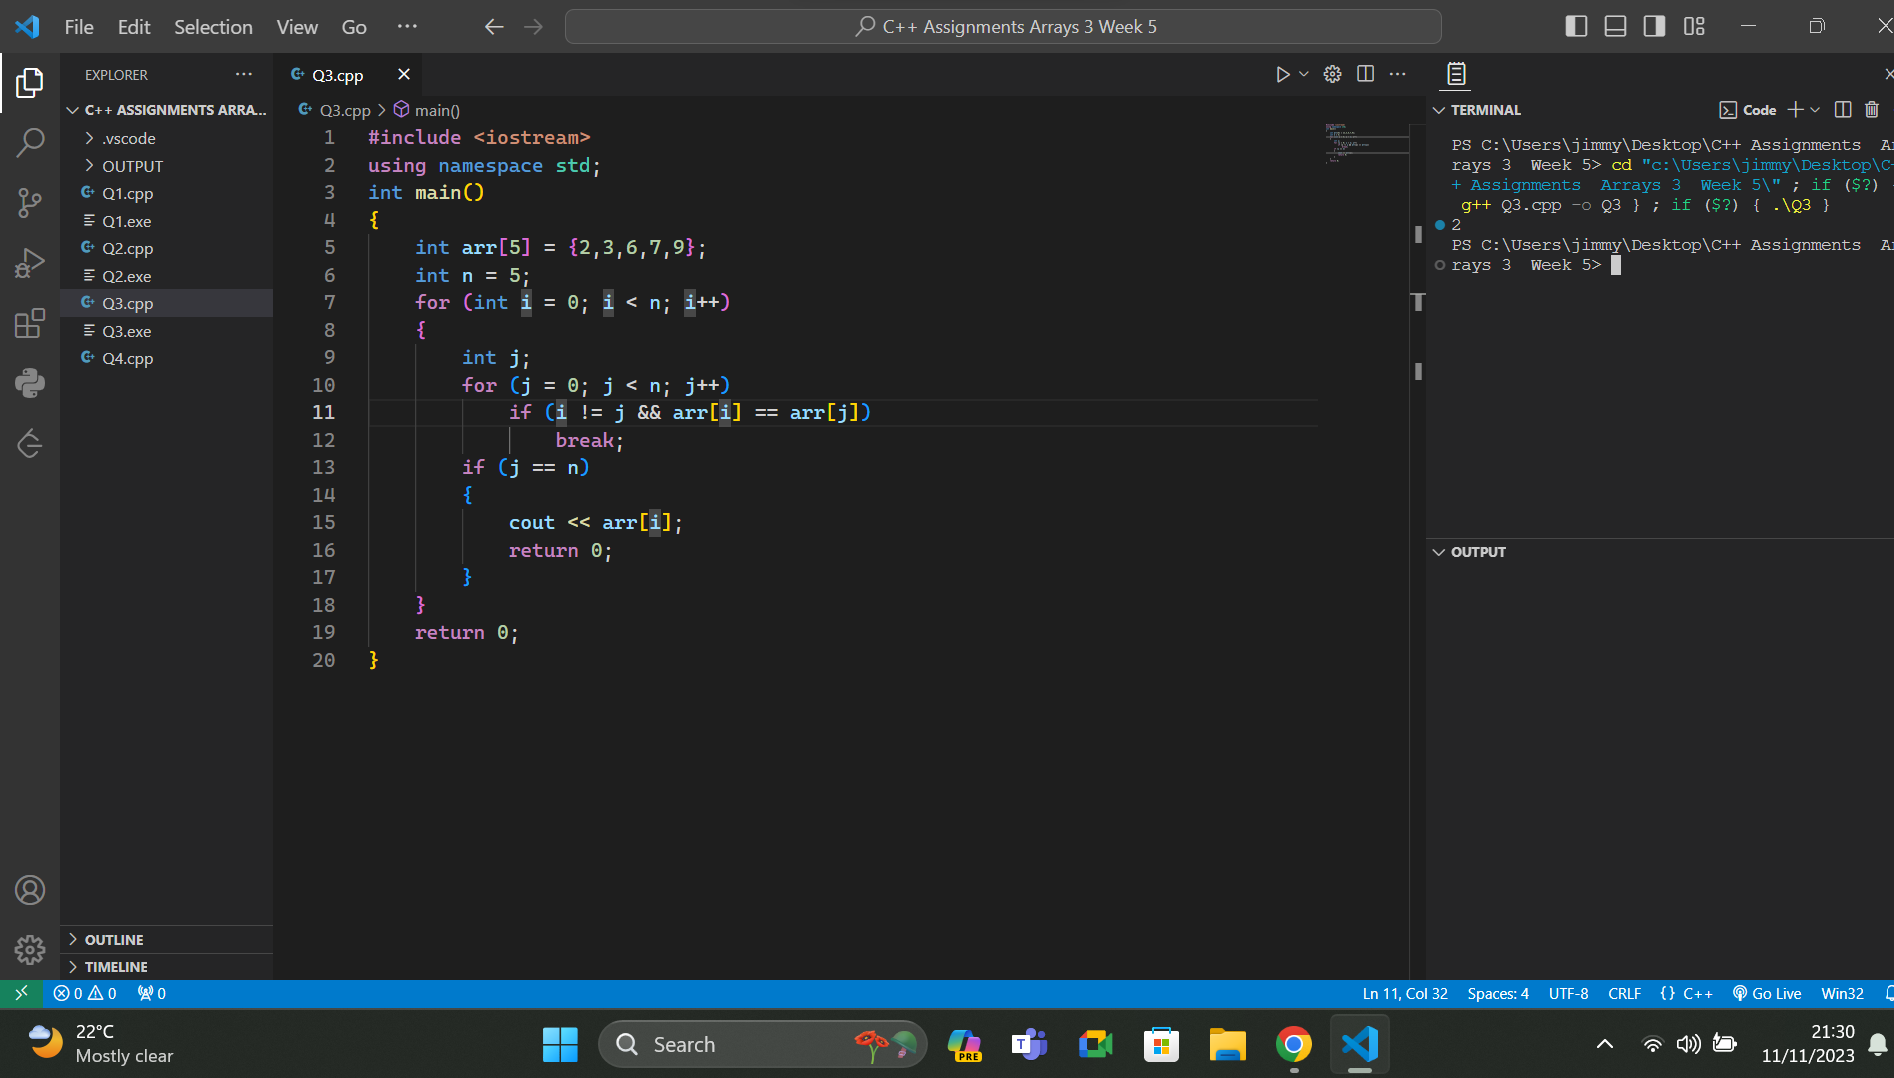 File Edit Selection View Go
C++ Assignments Arrays 3 Week 5
EXPLORER
C++ ASSIGNMENTS ARRA...
.vscode
OUTPUT
Q1.cpp
Q1.exe
Q2.cpp
Q2.exe
Q3.cpp
Q3.exe
Q4.cpp
OUTLINE
TIMELINE
Q3.cpp
Q3.cpp > main()
1 #include <iostream>
2 using namespace std;
3 int main()
4 {
5 int arr[5] = {2,3,6,7,9};
6 int n = 5;
7 for (int i = 0; i < n; i++)
8 {
9 int j;
10 for (j = 0; j < n; j++)
11 if (i != j && arr[i] == arr[j])
12 break;
13 if (j == n)
14 {
15 cout << arr[i];
16 return 0;
17 }
18 }
19 return 0;
20 }
TERMINAL
Code
PS C:\Users\jimmy\Desktop\C++ Assignments Ar
rays 3 Week 5> cd "c:\Users\jimmy\Desktop\C+
+ Assignments Arrays 3 Week 5\" ; if ($?) {
g++ Q3.cpp -o Q3 } ; if ($?) { .\Q3 }
2
PS C:\Users\jimmy\Desktop\C++ Assignments Ar
rays 3 Week 5>
OUTPUT
0 0 0
Ln 11, Col 32 Spaces: 4 UTF-8 CRLF {} C++ Go Live Win32
22°C
Mostly clear
Search
PRE
T
21:30
11/11/2023